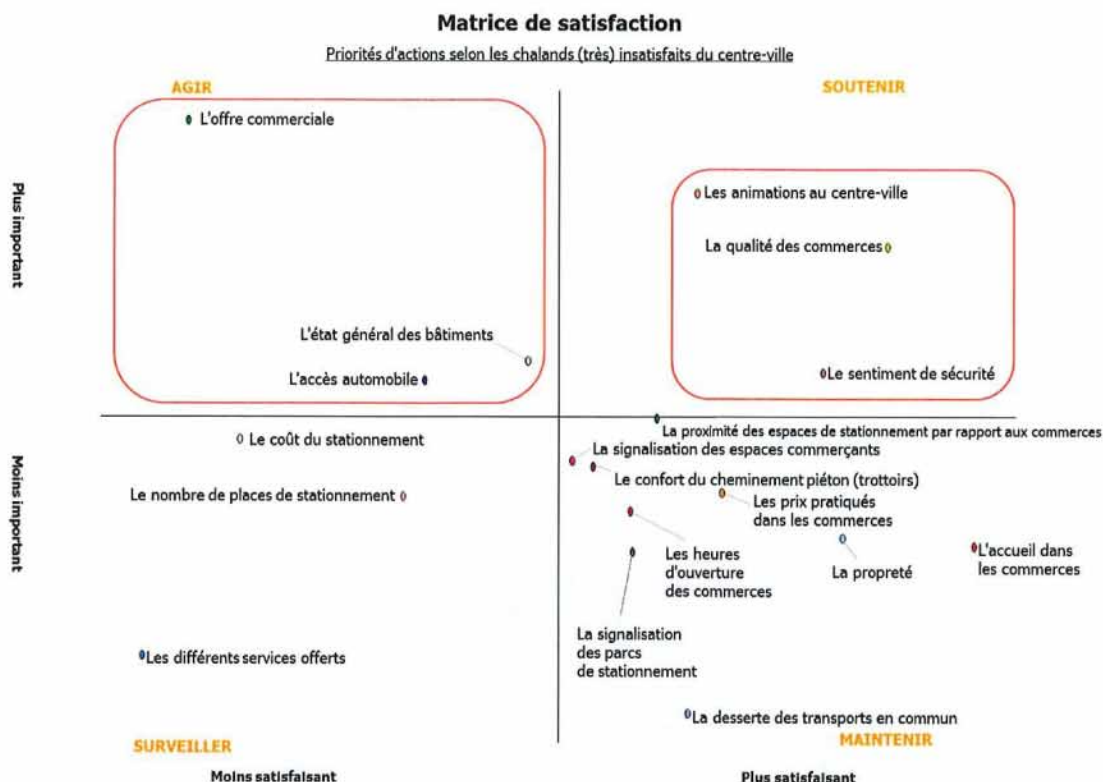 Matrice de satisfaction
Priorités d'actions selon les chalands (très) insatisfaits du centre-ville
AGIR
SOUTENIR
L'offre commerciale
Plus important
Les animations au centre-ville
La qualité des commerces
L'état général des bâtiments
L'accès automobile
Le sentiment de sécurité
La proximité des espaces de stationnement par rapport aux commerces
Le coût du stationnement
La signalisation des espaces commerçants
Le confort du cheminement piéton (trottoirs)
Le nombre de places de stationnement
Les prix pratiqués
dans les commerces
Moins important
Les heures
d'ouverture
des commerces
La propreté
L'accueil dans
les commerces
La signalisation
des parcs
de stationnement
Les différents services offerts
La desserte des transports en commun
SURVEILLER
MAINTENIR
Moins satisfaisant
Plus satisfaisant